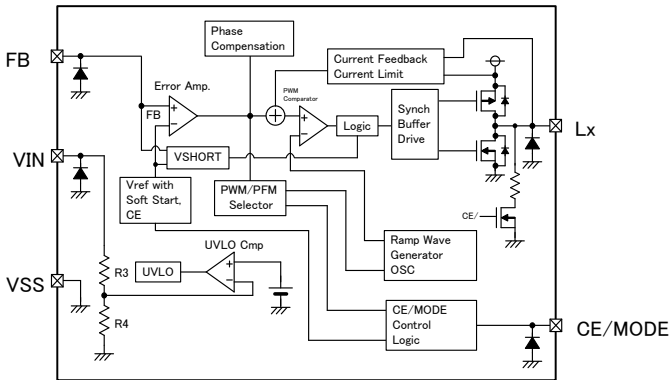 Phase
Compensation
FB
Error Amp.
Current Feedback
Current Limit
PWM
Comparator
FB
+
−
+
+
−
Logic
Synch
Buffer
Drive
Lx
VIN
VSHORT
Vref with
Soft Start,
CE
PWM/PFM
Selector
CE/
UVLO Cmp
Ramp Wave
Generator
OSC
R3
UVLO
+
−
VSS
R4
CE/MODE
Control
Logic
CE/MODE